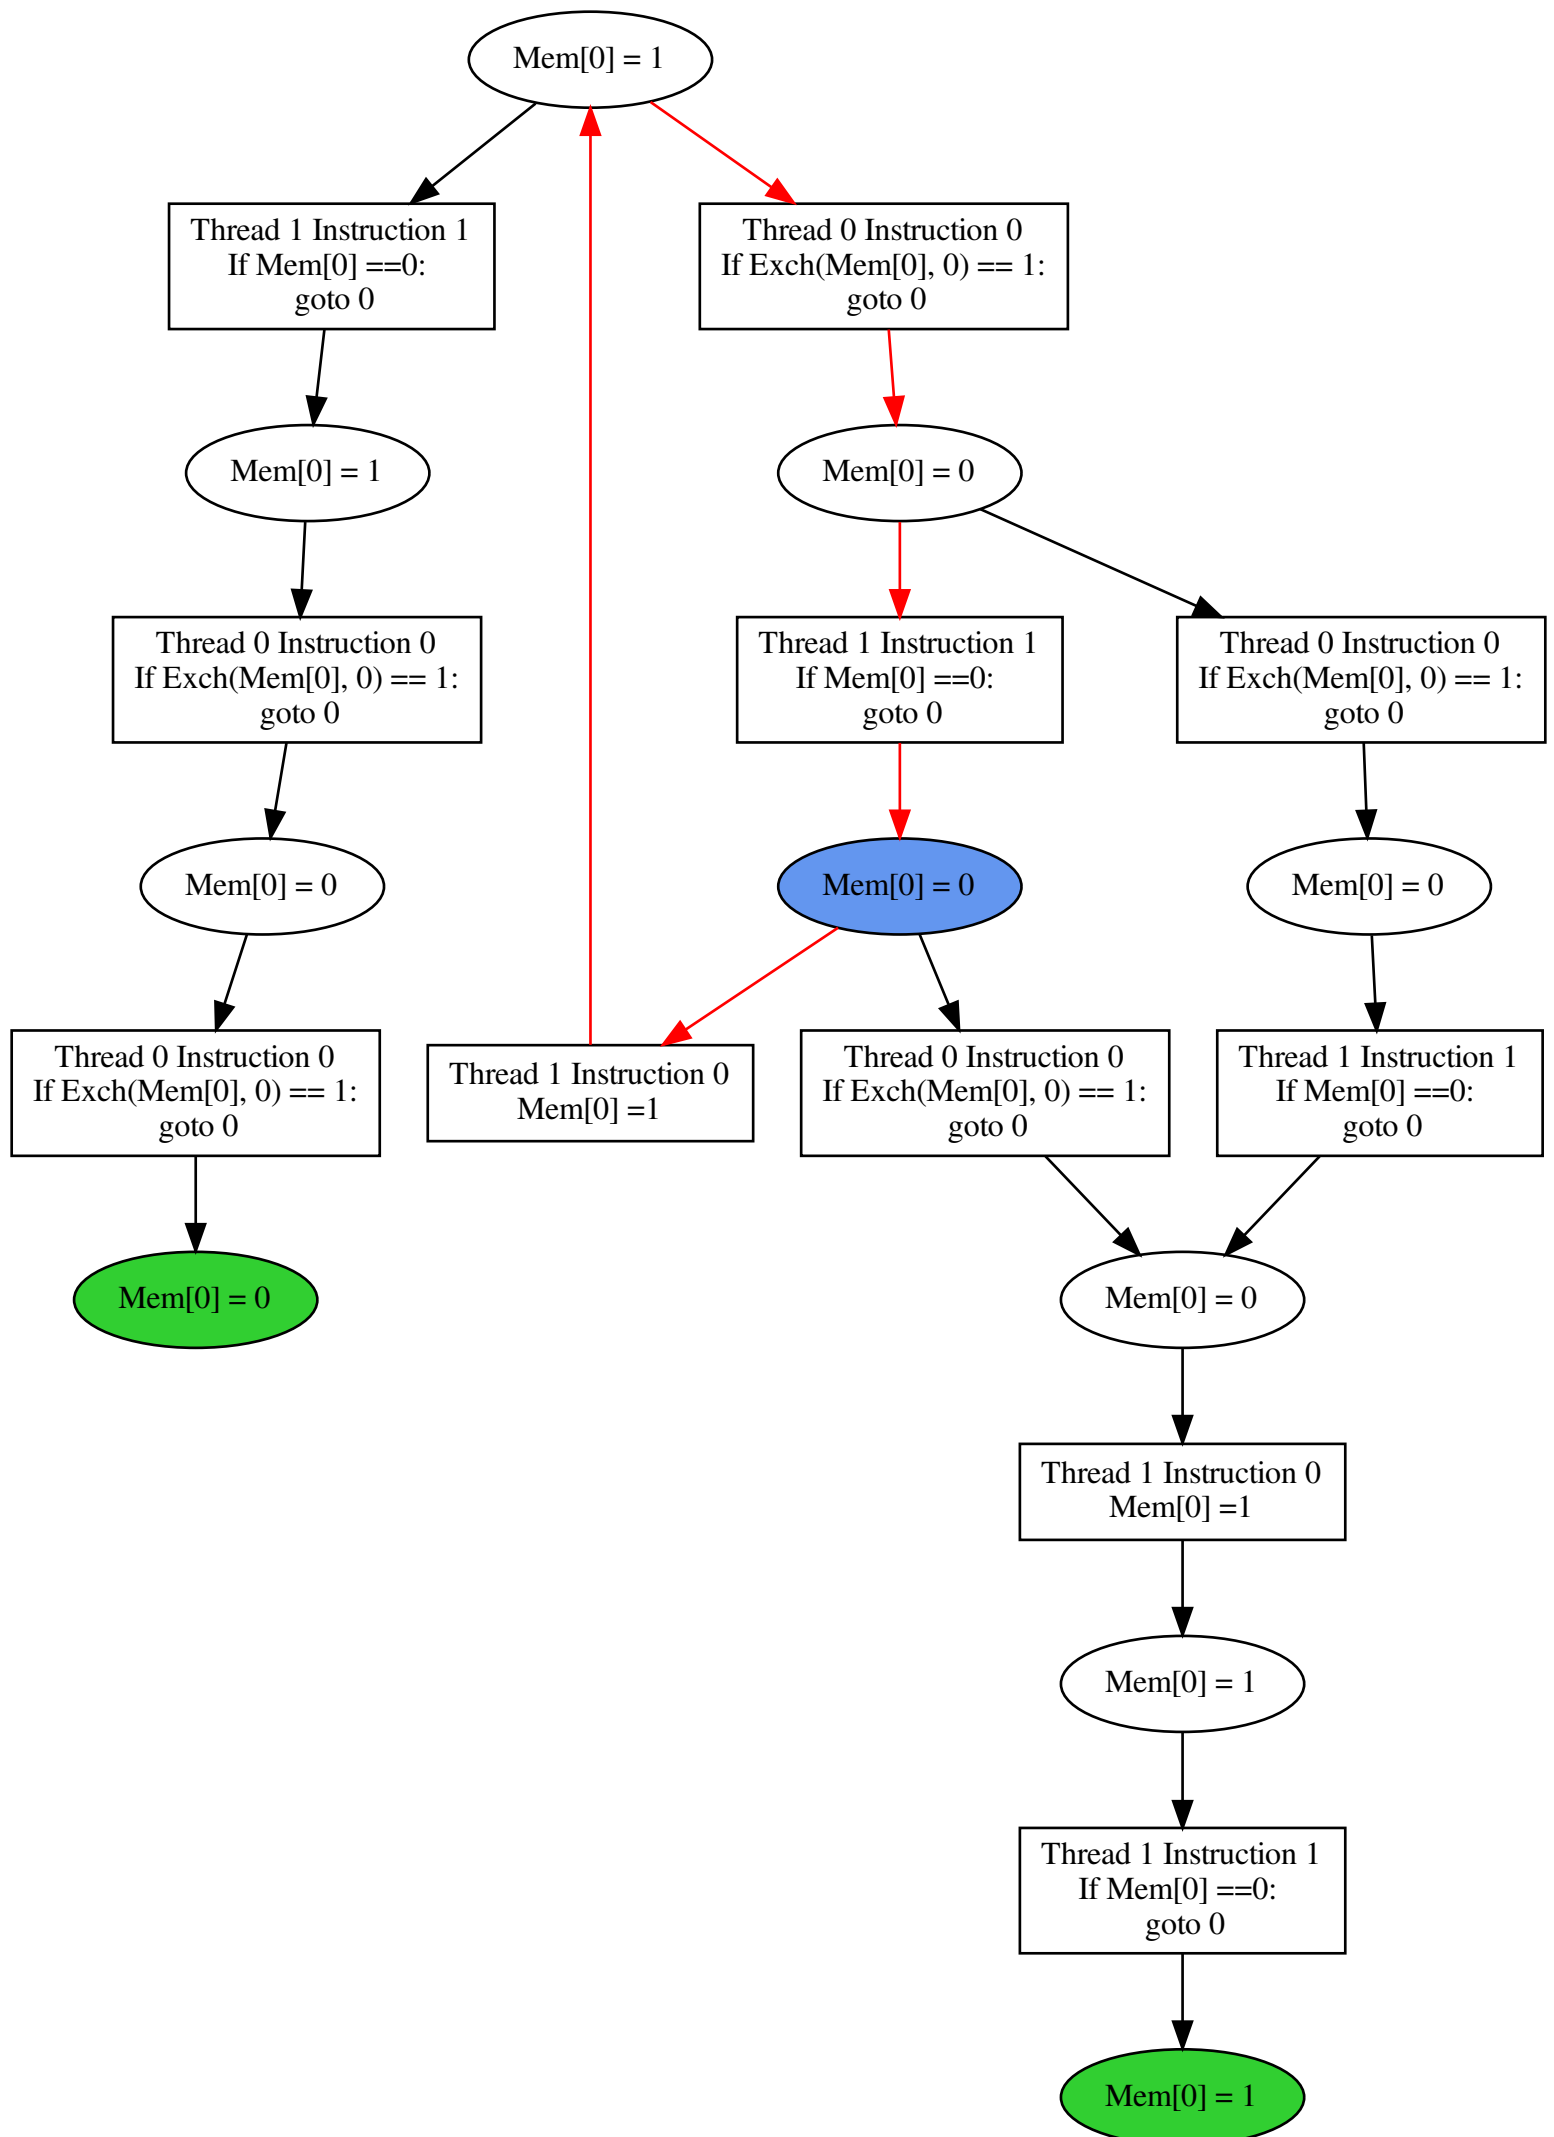 Mem[0] = 1
Thread 1 Instruction 1
If Mem[0] ==0:
goto 0
Thread 0 Instruction 0
If Exch(Mem[0], 0) == 1:
goto 0
Mem[0] = 1
Mem[0] = 0
Thread 0 Instruction 0
If Exch(Mem[0], 0) == 1:
goto 0
Thread 1 Instruction 1
If Mem[0] ==0:
goto 0
Thread 0 Instruction 0
If Exch(Mem[0], 0) == 1:
goto 0
Mem[0] = 0
Mem[0] = 0
Mem[0] = 0
Thread 0 Instruction 0
If Exch(Mem[0], 0) == 1:
goto 0
Thread 1 Instruction 0
Mem[0] =1
Thread 0 Instruction 0
If Exch(Mem[0], 0) == 1:
goto 0
Thread 1 Instruction 1
If Mem[0] ==0:
goto 0
Mem[0] = 0
Mem[0] = 0
Thread 1 Instruction 0
Mem[0] =1
Mem[0] = 1
Thread 1 Instruction 1
If Mem[0] ==0:
goto 0
Mem[0] = 1